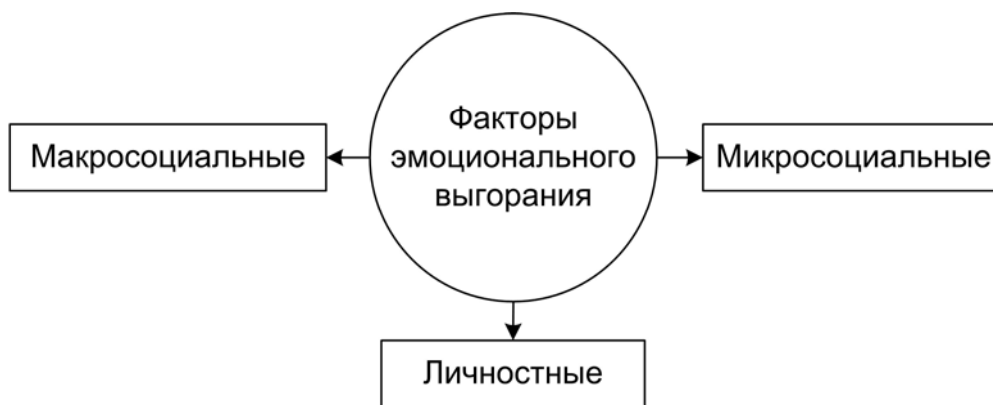 Факторы
эмоционального
выгорания
Макросоциальные
Микросоциальные
Личностные